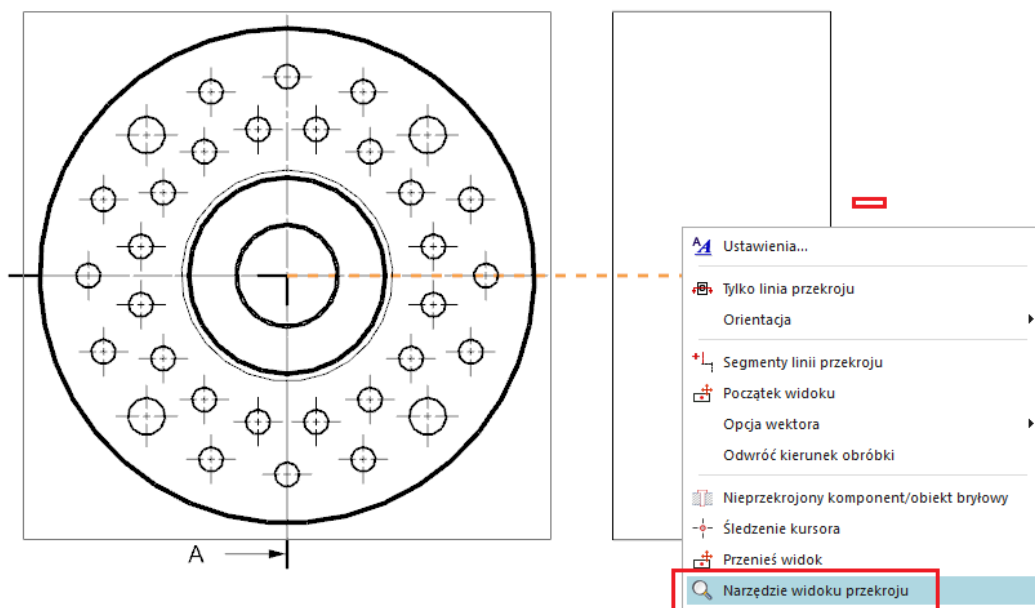 A
Ustawienia...
Tylko linia przekroju
Orientacja
Segmenty linii przekroju
Początek widoku
Opcja wektora
Odwróć kierunek obróbki
Nieprzekrojony komponent/obiekt bryłowy
Śledzenie kursora
Przenieś widok
Narzędzie widoku przekroju